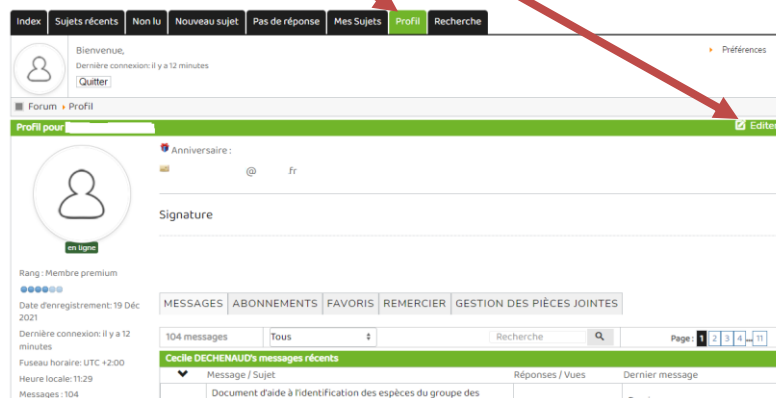 Index Sujets récents Non lu Nouveau sujet Pas de réponse Mes Sujets Profil Recherche
Bienvenue,
Dernière connexion: il y a 12 minutes
Quitter
Préférences
Forum Profil
Profil pour
Editer
Anniversaire :
@ fr
Signature
en ligne
Rang : Membre premium
Date d'enregistrement: 19 Déc
2021
Dernière connexion: il y a 12
minutes
Fuseau horaire: UTC +2:00
Heure locale: 11:29
Messages : 104
MESSAGES ABONNEMENTS FAVORIS REMERCIER GESTION DES PIÈCES JOINTES
104 messages Tous Recherche Page: 1 2 3 4 ... 11
Cecile DECHENAUD's messages récents
Message / Sujet Réponses / Vues Dernier message
Document d'aide à l'identification des espèces du groupe des